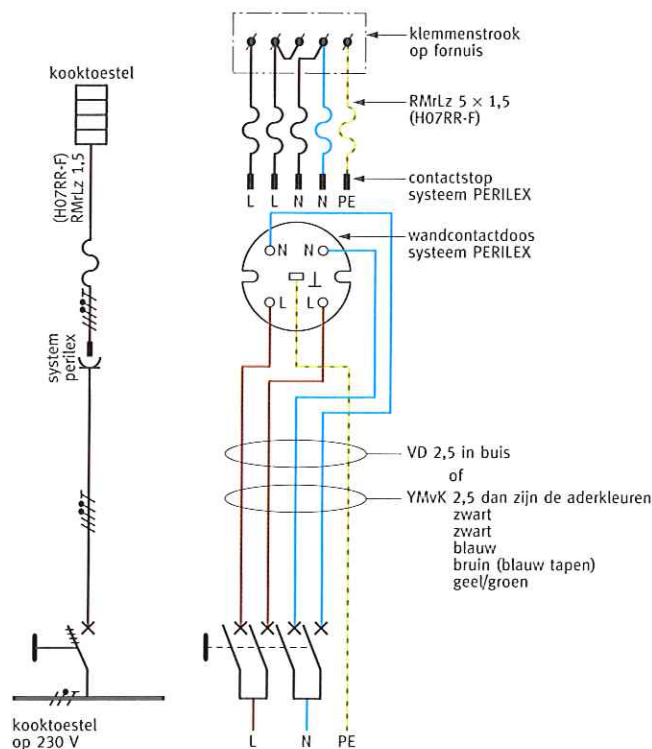 klemmenstrook
op fornuis
kooktoestel
RMrLz 5 × 1,5
(H07RR-F)
(H07RR-F)
RMrLz 1,5
contactstop
systeem PERILEX
L L N N PE
wandcontactdoos
systeem PERILEX
N N
L L
system
perilex
VD 2,5 in buis
of
YMvK 2,5 dan zijn de aderkleuren
zwart
zwart
blauw
bruin (blauw tapen)
geel/groen
kooktoestel
op 230 V
L N PE